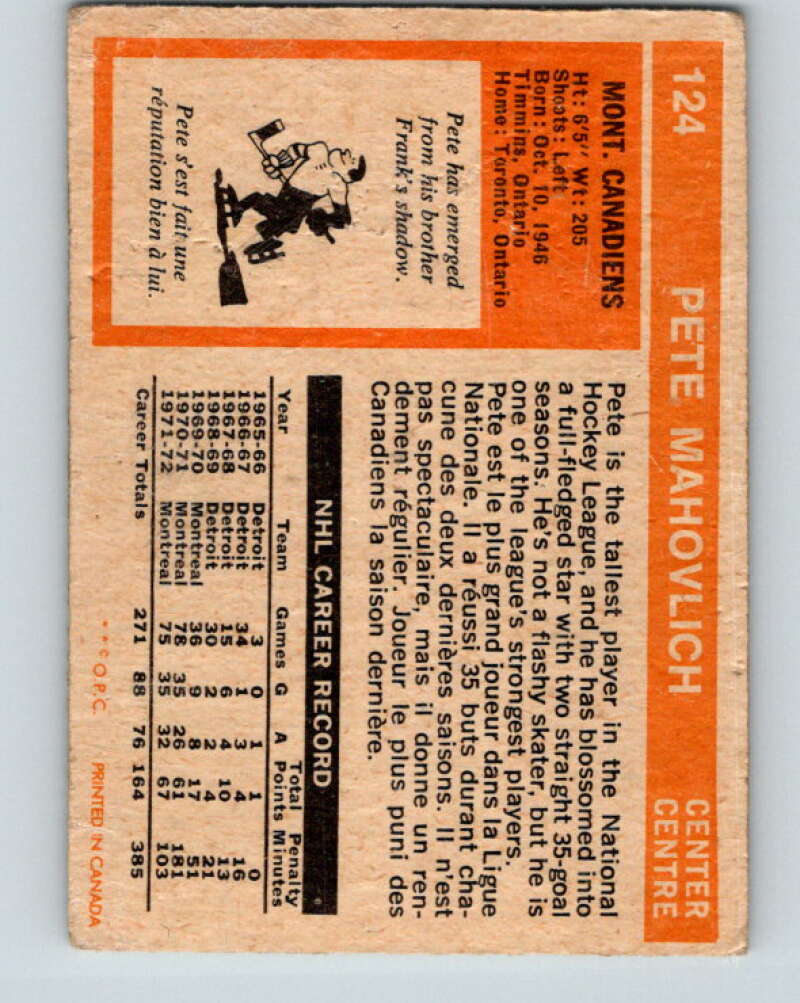 124 PETE MAHOVLICH CENTER
CENTRE
MONT. CANADIENS
Ht: 6'5" Wt: 205
Shoots: Left
Born: Oct. 10, 1946
Timmins, Ontario
Home: Toronto, Ontario
Pete has emerged
from his brother
Frank's shadow.
Pete s'est fait une
réputation bien à lui.
Pete is the tallest player in the National
Hockey League, and he has blossomed into
a full-fledged star with two straight 35-goal
seasons. He's not a flashy skater, but he is
one of the league's strongest players.
Pete est le plus grand joueur dans la Ligue
Nationale. Il a réussi 35 buts durant cha-
cune des deux dernières saisons. Il n'est
pas spectaculaire, mais il donne un ren-
dement régulier. Joueur le plus puni des
Canadiens la saison dernière.
NHL CAREER RECORD
Total Penalty
Year Team Games G A Points Minutes
1965-66 Detroit 3 0 1 1 0
1966-67 Detroit 34 1 3 4 16
1967-68 Detroit 15 6 4 10 13
1968-69 Detroit 30 2 2 4 21
1969-70 Montreal 36 9 8 17 51
1970-71 Montreal 78 35 26 61 181
1971-72 Montreal 75 35 32 67 103
Career Totals 271 88 76 164 385
**© O.P.C. PRINTED IN CANADA